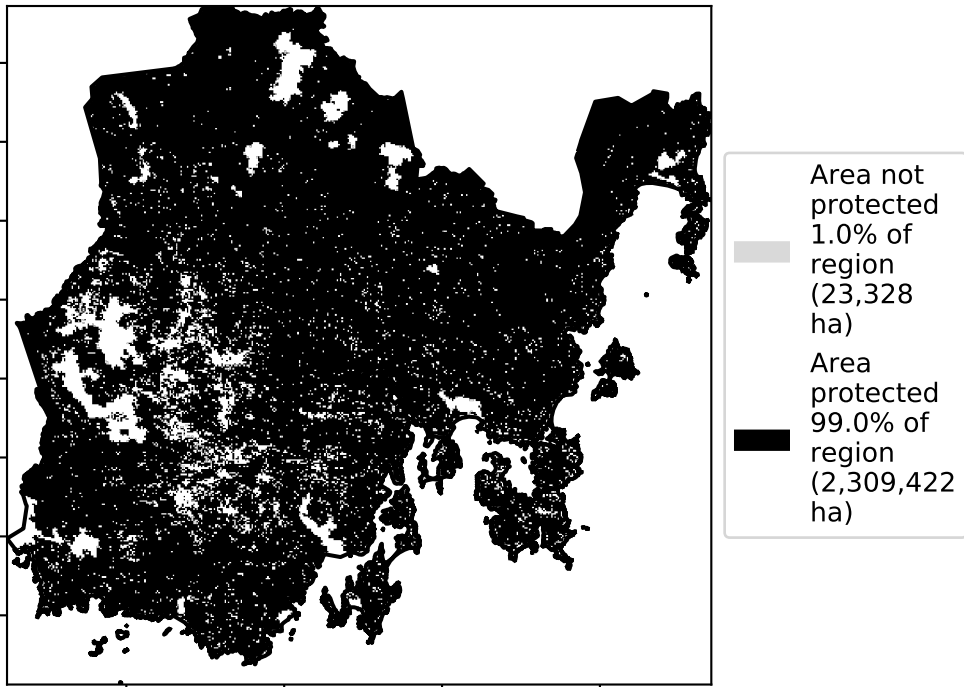 Area not
protected
1.0% of
region
(23,328
ha)
Area
protected
99.0% of
region
(2,309,422
ha)